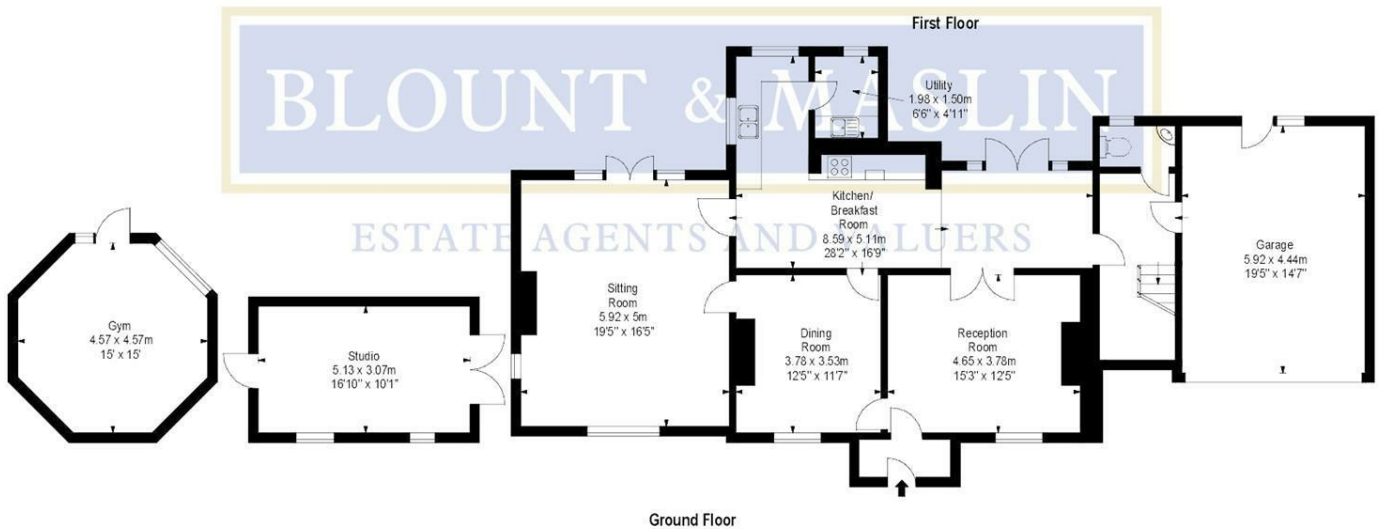 First Floor
BLOUNT & MASLIN
ESTATE AGENTS AND VALUERS
Utility
1.98 x 1.50m
6'6" x 4'11"
Kitchen/
Breakfast
Room
8.59 x 5.11m
28'2" x 16'9"
Garage
5.92 x 4.44m
19'5" x 14'7"
Gym
4.57 x 4.57m
15' x 15'
Studio
5.13 x 3.07m
16'10" x 10'1"
Sitting
Room
5.92 x 5m
19'5" x 16'5"
Dining
Room
3.78 x 3.53m
12'5" x 11'7"
Reception
Room
4.65 x 3.78m
15'3" x 12'5"
Ground Floor